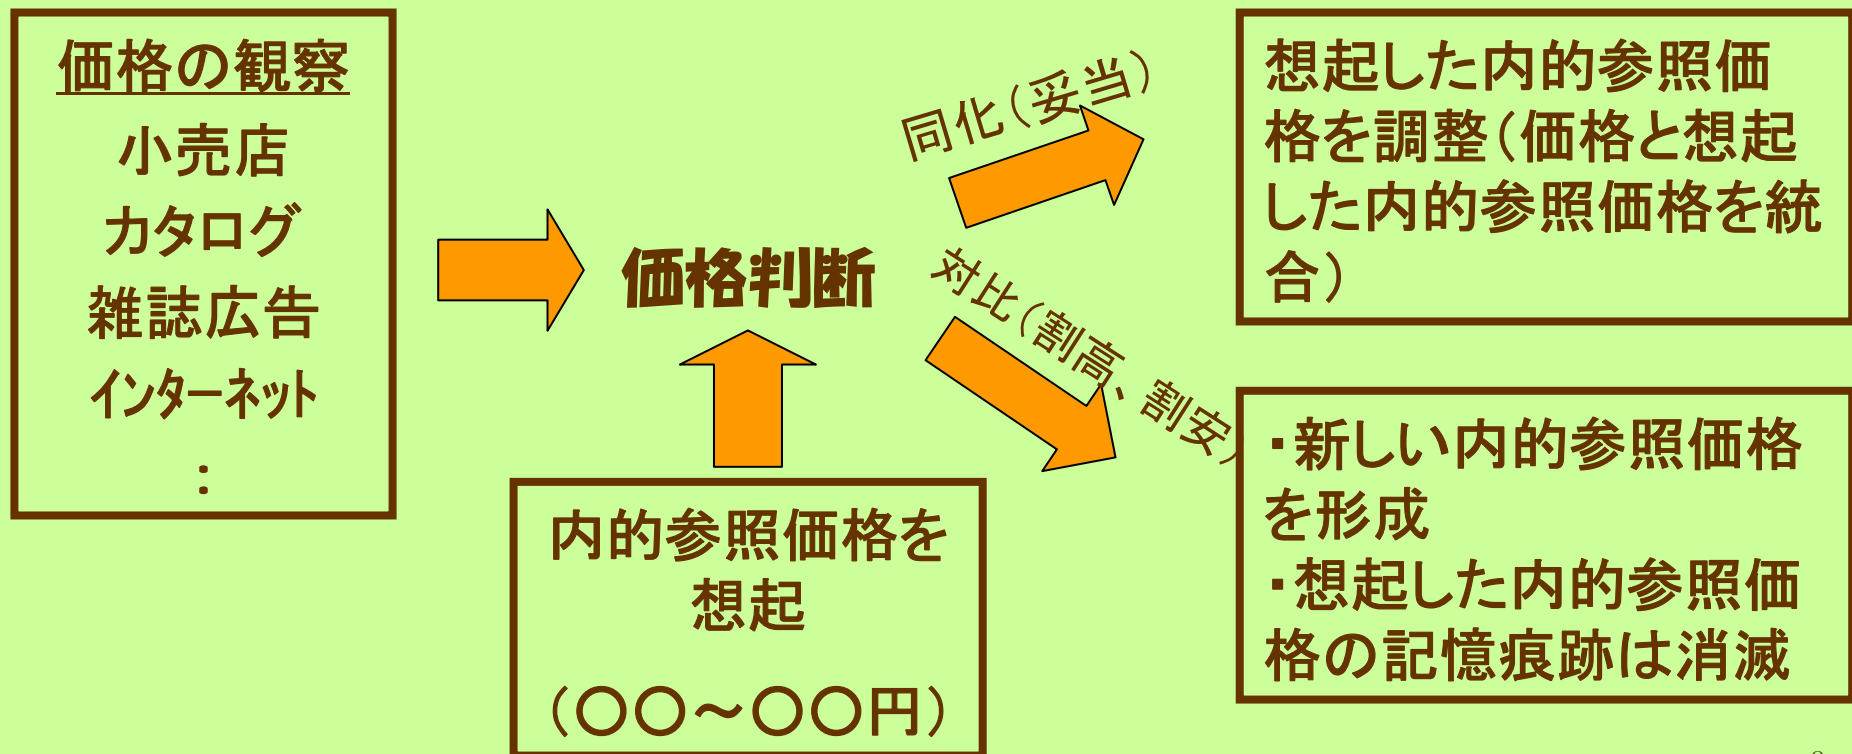 価格の観察
小売店
カタログ
雑誌広告
インターネット
:
価格判断
内的参照価格を
想起
(〇〇～〇〇円)
同化(妥当)
対比(割高、割安)
想起した内的参照価
格を調整(価格と想起
した内的参照価格を統
合)
・新しい内的参照価格
を形成
・想起した内的参照価
格の記憶痕跡は消滅